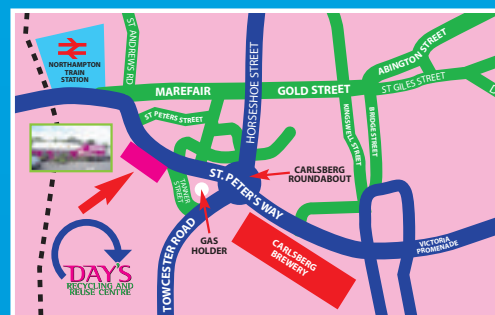 ST ANDREWS RD
NORTHAMPTON
TRAIN
STATION
MAREFAIR
GOLD STREET
HORSESHOE STREET
ABINGTON STREET
ST GILES STREET
ST PETERS STREET
KINGSWELL STREET
BRIDGE STREET
TANNER
STREET
ST. PETER'S WAY
CARLSBERG
ROUNDABOUT
GAS
HOLDER
TOWCESTER ROAD
CARLSBERG
BREWERY
VICTORIA
PROMENADE
DAY'S
RECYCLING AND
REUSE CENTRE